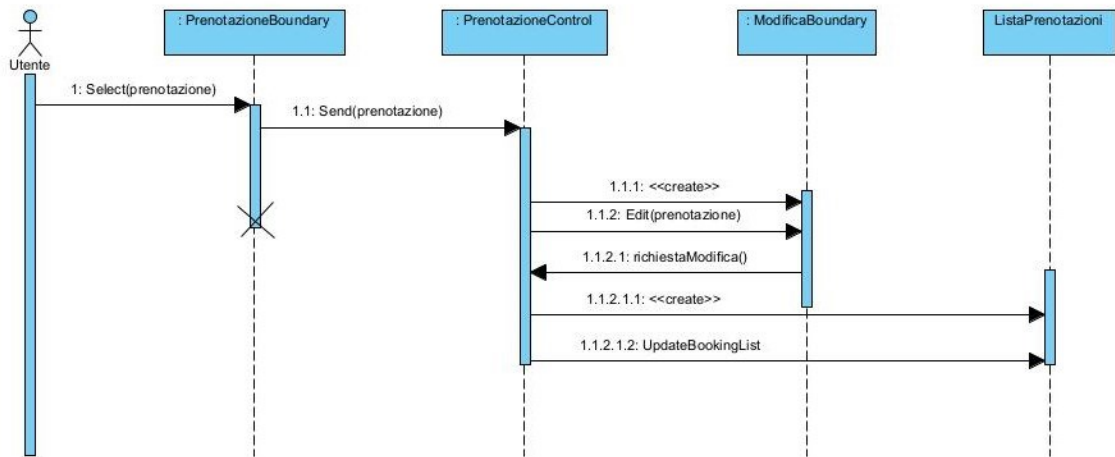 : PrenotazioneBoundary
: PrenotazioneControl
: ModificaBoundary
ListaPrenotazioni
Utente
1: Select(prenotazione)
1.1: Send(prenotazione)
1.1.1: <<create>>
1.1.2: Edit(prenotazione)
1.1.2.1: richiestaModifica()
1.1.2.1.1: <<create>>
1.1.2.1.2: UpdateBookingList